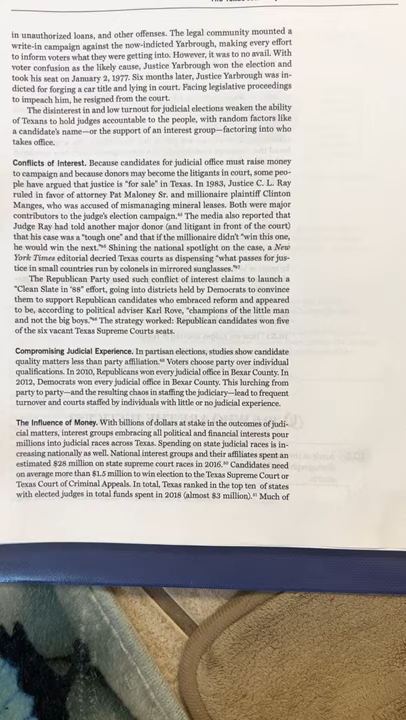 in unauthorized loans, and other offenses. The legal community mounted a
write-in campaign against the now-indicted Yarbrough, making every effort
to inform voters what they were getting into. However, it was to no avail. With
voter confusion as the likely cause, Justice Yarbrough won the election and
took his seat on January 2, 1977. Six months later, Justice Yarbrough was in-
dicted for forging a car title and lying in court. Facing legislative proceedings
to impeach him, he resigned from the court.
The disinterest in and low turnout for judicial elections weaken the ability
of Texans to hold judges accountable to the people, with random factors like
a candidate's name—or the support of an interest group—factoring into who
takes office.
Conflicts of Interest. Because candidates for judicial office must raise money
to campaign and because donors may become the litigants in court, some peo-
ple have argued that justice is "for sale" in Texas. In 1983, Justice C. L. Ray
ruled in favor of attorney Pat Maloney Sr. and millionaire plaintiff Clinton
Manges, who was accused of mismanaging mineral leases. Both were major
contributors to the judge's election campaign. The media also reported that
Judge Ray had told another major donor (and litigant in front of the court)
that his case was a "tough one" and that if the millionaire didn't "win this one,
he would win the next." Shining the national spotlight on the case, a New
York Times editorial decried Texas courts as dispensing "what passes for jus-
tice in small countries run by colonels in mirrored sunglasses."
The Republican Party used such conflict of interest claims to launch a
"Clean Slate in '88" effort, going into districts held by Democrats to convince
them to support Republican candidates who embraced reform and appeared
to be, according to political adviser Karl Rove, "champions of the little man
and not the big boys." The strategy worked: Republican candidates won five
of the six vacant Texas Supreme Courts seats.
Compromising Judicial Experience. In partisan elections, studies show candidate
quality matters less than party affiliation. Voters choose party over individual
qualifications. In 2010, Republicans won every judicial office in Bexar County. In
2012, Democrats won every judicial office in Bexar County. This lurching from
party to party—and the resulting chaos in staffing the judiciary—lead to frequent
turnover and courts staffed by individuals with little or no judicial experience.
The Influence of Money. With billions of dollars at stake in the outcomes of judi-
cial matters, interest groups embracing all political and financial interests pour
millions into judicial races across Texas. Spending on state judicial races is in-
creasing nationally as well. National interest groups and their affiliates spent an
estimated $28 million on state supreme court races in 2016. Candidates need
on average more than $1.5 million to win election to the Texas Supreme Court or
Texas Court of Criminal Appeals. In total, Texas ranked in the top ten of states
with elected judges in total funds spent in 2018 (almost $3 million). Much of